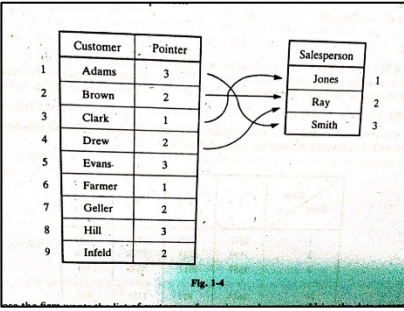 Customer Pointer
1 Adams 3
2 Brown 2
3 Clark 1
4 Drew 2
5 Evans 3
6 Farmer 1
7 Geller 2
8 Hill 3
9 Infeld 2
Salesperson
Jones 1
Ray 2
Smith 3
Fig. 1-4